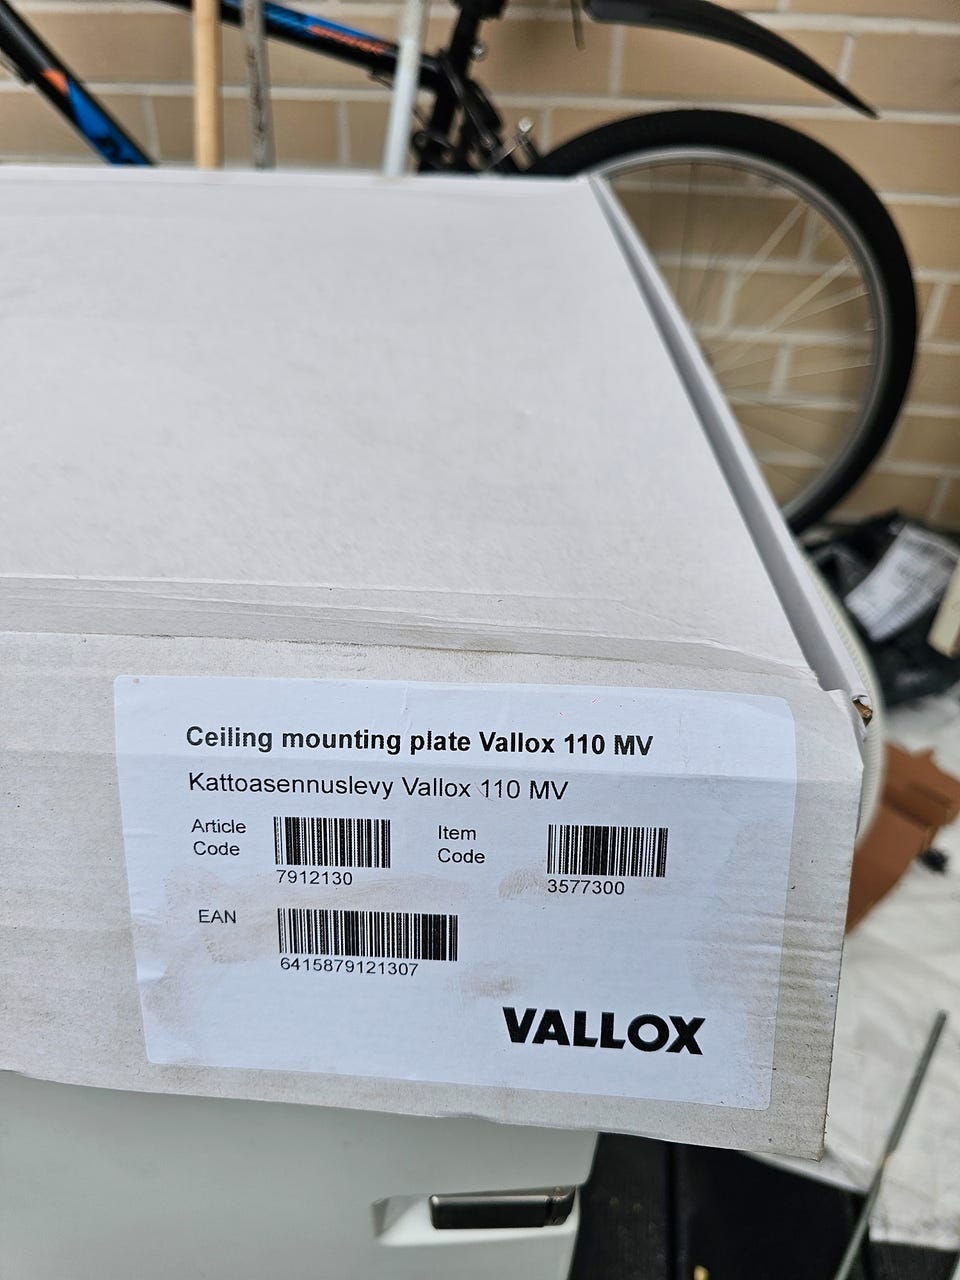 Ceiling mounting plate Vallox 110 MV
Kattoasennuslevy Vallox 110 MV
Article Code
7912130
Item Code
3577300
EAN
6415879121307
VALLOX